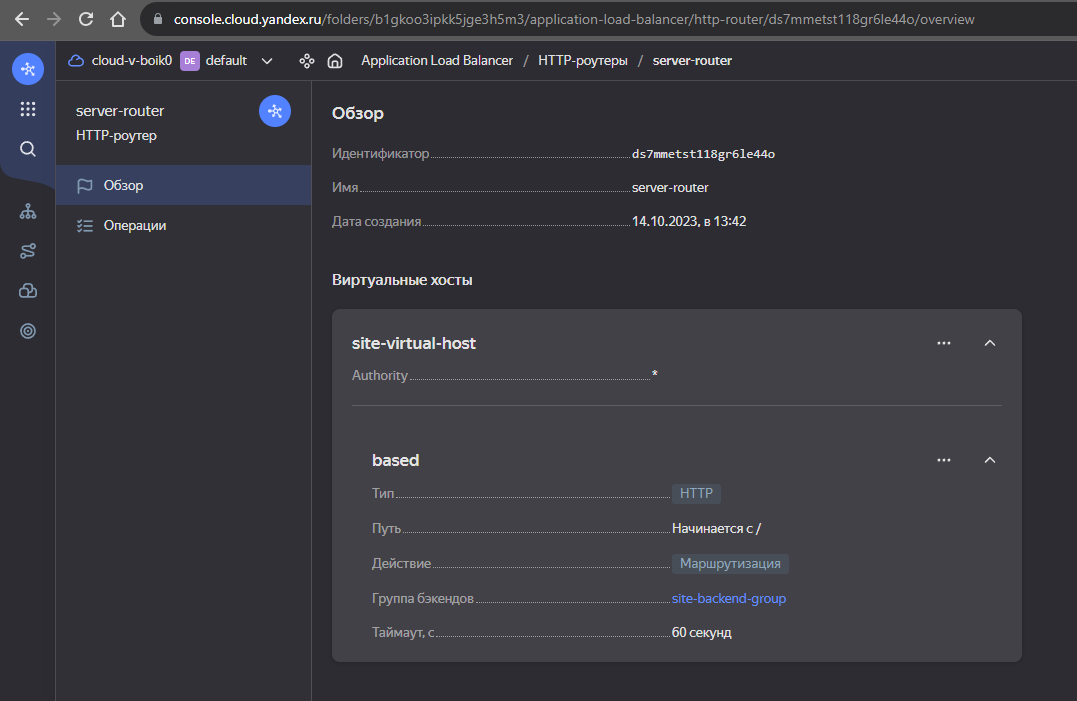 console.cloud.yandex.ru/folders/b1gkoo3ipkk5jge3h5m3/application-load-balancer/http-router/ds7mmetst118gr6le44o/overview
cloud-v-boik0 DE default Application Load Balancer / HTTP-роутеры / server-router
server-router
HTTP-роутер
Обзор
Операции
Обзор
Идентификатор ds7mmetst118gr6le44o
Имя server-router
Дата создания 14.10.2023, в 13:42
Виртуальные хосты
site-virtual-host
Authority *
based
Тип HTTP
Путь Начинается с /
Действие Маршрутизация
Группа бэкендов site-backend-group
Таймаут, с 60 секунд